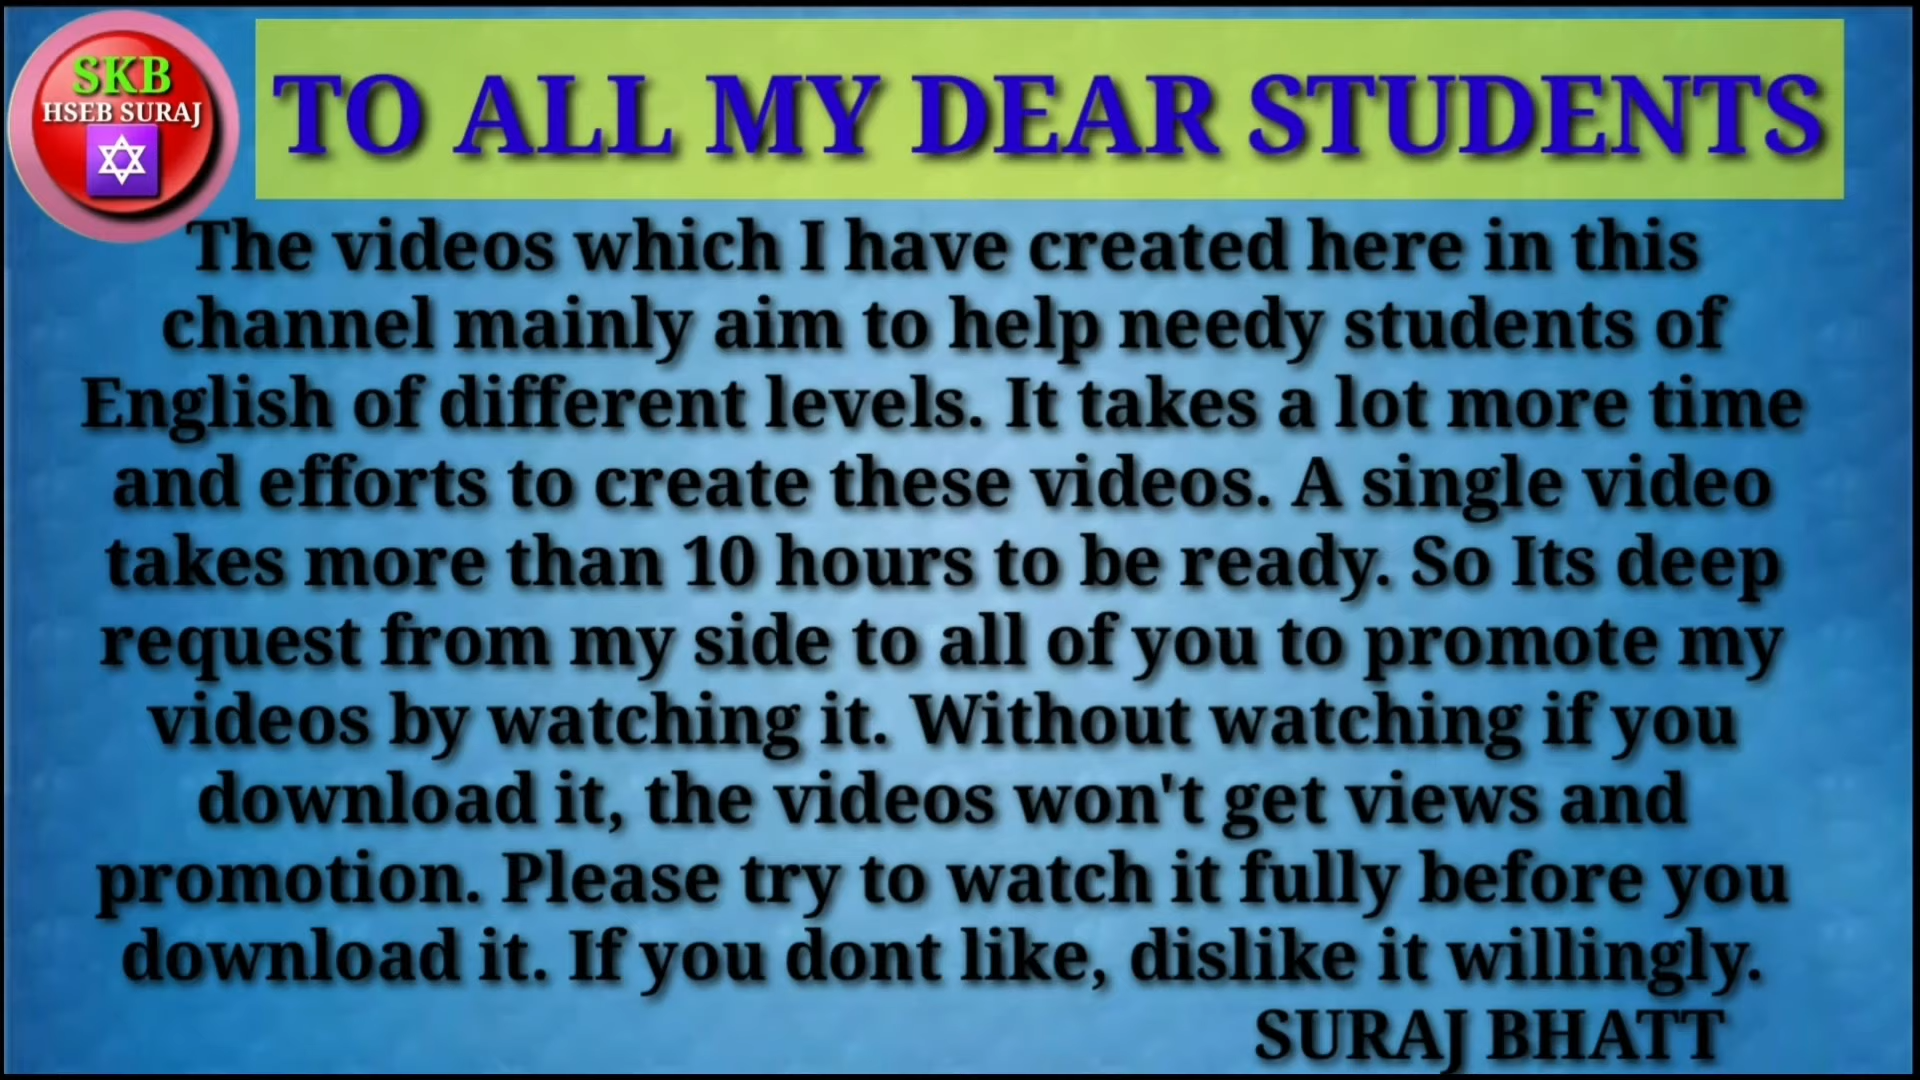 SKB
HSEB SURAJ
TO ALL MY DEAR STUDENTS
The videos which I have created here in this
channel mainly aim to help needy students of
English of different levels. It takes a lot more time
and efforts to create these videos. A single video
takes more than 10 hours to be ready. So Its deep
request from my side to all of you to promote my
videos by watching it. Without watching if you
download it, the videos won't get views and
promotion. Please try to watch it fully before you
download it. If you dont like, dislike it willingly.
SURAJ BHATT